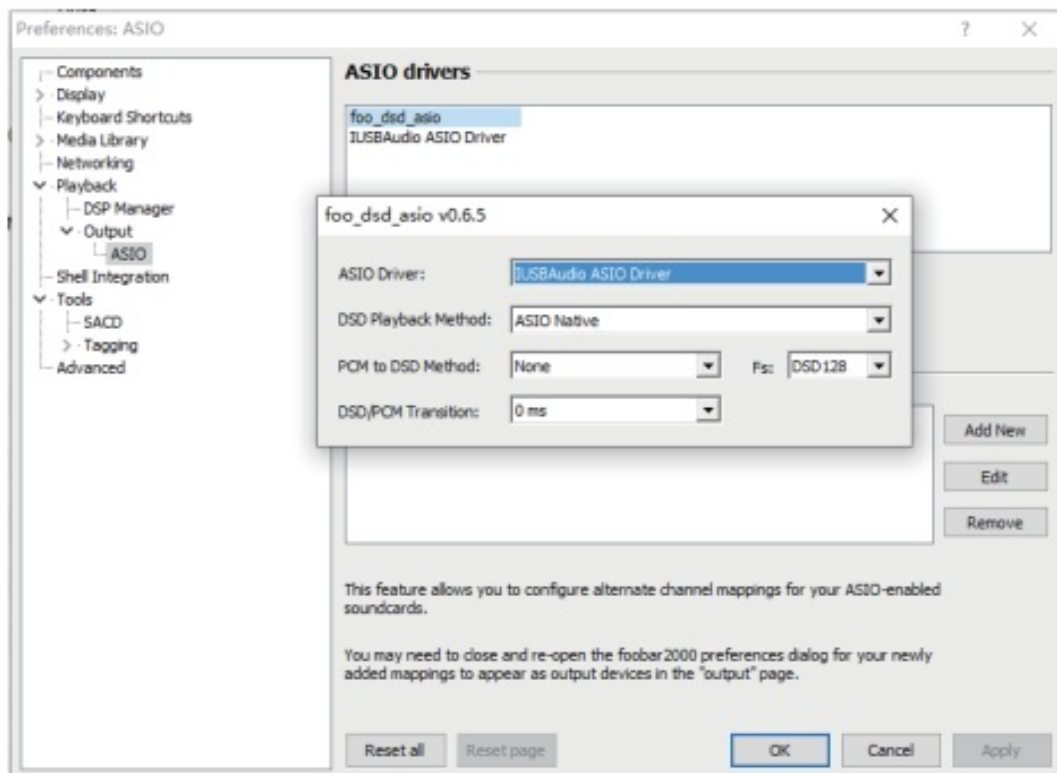 Preferences: ASIO
?
Components
Display
Keyboard Shortcuts
Media Library
Networking
Playback
DSP Manager
Output
ASIO
Shell Integration
Tools
SACD
Tagging
Advanced
ASIO drivers
foo_dsd_asio
IUSBAudio ASIO Driver
foo_dsd_asio v0.6.5
ASIO Driver: IUSBAudio ASIO Driver
DSD Playback Method: ASIO Native
PCM to DSD Method: None Fs: DSD128
DSD/PCM Transition: 0 ms
Add New
Edit
Remove
This feature allows you to configure alternate channel mappings for your ASIO-enabled
soundcards.
You may need to close and re-open the foobar2000 preferences dialog for your newly
added mappings to appear as output devices in the "output" page.
Reset all Reset page OK Cancel Apply